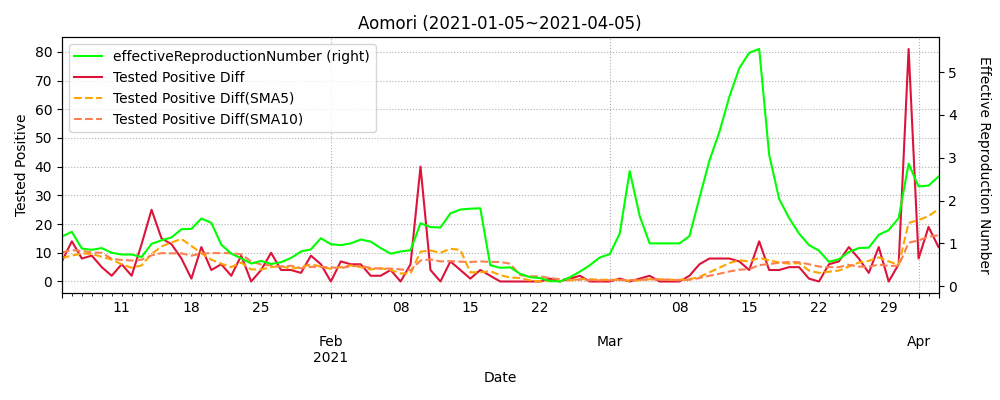 Aomori (2021-01-05~2021-04-05)
effectiveReproductionNumber (right)
Tested Positive Diff
Tested Positive Diff(SMA5)
Tested Positive Diff(SMA10)
Tested Positive
80
70
60
50
40
30
20
10
0
Effective Reproduction Number
5
4
3
2
1
0
11 18 25 08 15 22 08 15 22 29
Feb Mar Apr
2021
Date